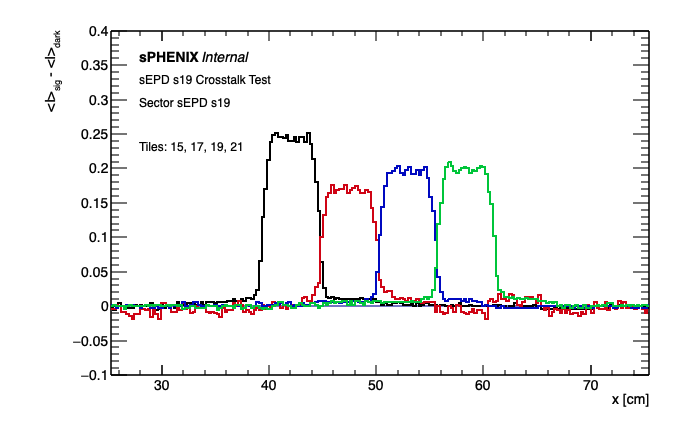 <I>sig - <I>dark
0.4
0.35
0.3
0.25
0.2
0.15
0.1
0.05
0
−0.05
−0.1
sPHENIX Internal
sEPD s19 Crosstalk Test
Sector sEPD s19
Tiles: 15, 17, 19, 21
30 40 50 60 70
x [cm]